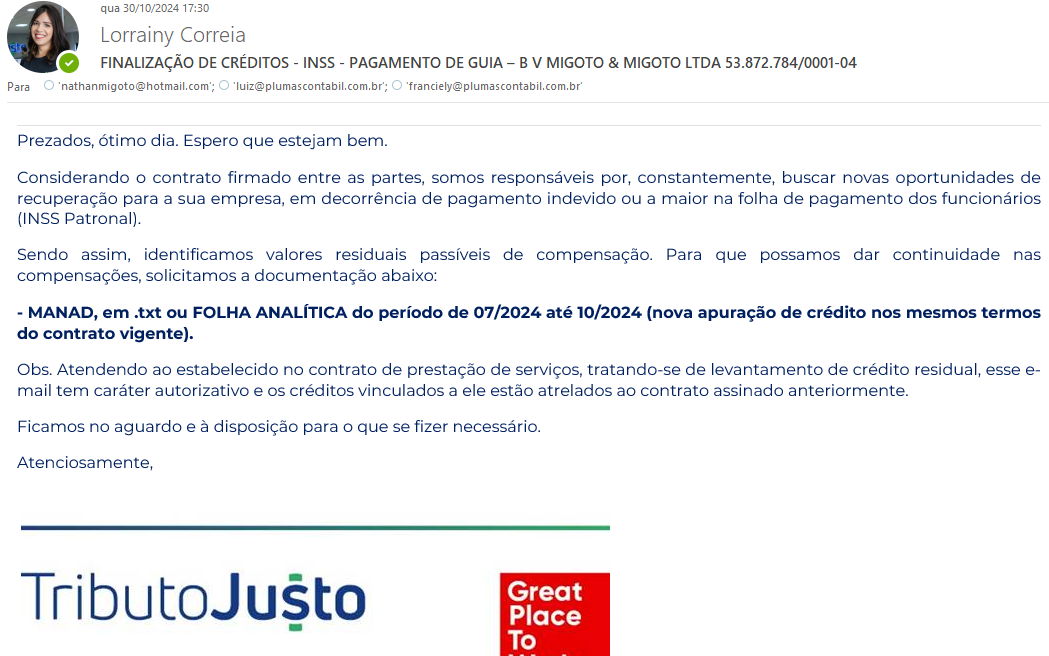 qua 30/10/2024 17:30
Lorrainy Correia
FINALIZAÇÃO DE CRÉDITOS - INSS - PAGAMENTO DE GUIA – B V MIGOTO & MIGOTO LTDA 53.872.784/0001-04
Para 'nathanmigoto@hotmail.com'; 'luiz@plumascontabil.com.br'; 'franciely@plumascontabil.com.br'
Prezados, ótimo dia. Espero que estejam bem.
Considerando o contrato firmado entre as partes, somos responsáveis por, constantemente, buscar novas oportunidades de
recuperação para a sua empresa, em decorrência de pagamento indevido ou a maior na folha de pagamento dos funcionários
(INSS Patronal).
Sendo assim, identificamos valores residuais passíveis de compensação. Para que possamos dar continuidade nas
compensações, solicitamos a documentação abaixo:
- MANAD, em .txt ou FOLHA ANALÍTICA do período de 07/2024 até 10/2024 (nova apuração de crédito nos mesmos termos
do contrato vigente).
Obs. Atendendo ao estabelecido no contrato de prestação de serviços, tratando-se de levantamento de crédito residual, esse e-
mail tem caráter autorizativo e os créditos vinculados a ele estão atrelados ao contrato assinado anteriormente.
Ficamos no aguardo e à disposição para o que se fizer necessário.
Atenciosamente,
TributoJusto
Great
Place
To